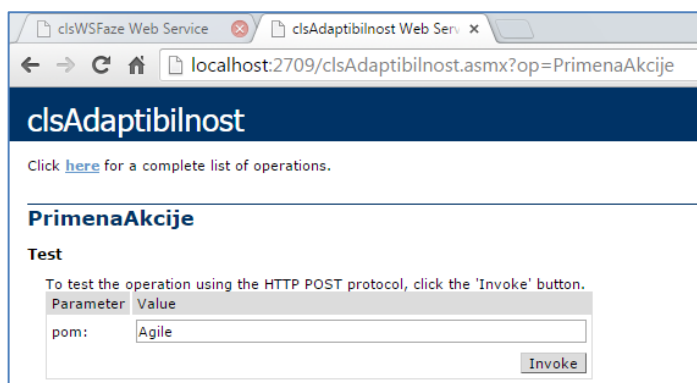 clsWSFaze Web Service
clsAdaptibilnost Web Serv
localhost:2709/clsAdaptibilnost.asmx?op=PrimenaAkcije
clsAdaptibilnost
Click here for a complete list of operations.
PrimenaAkcije
Test
To test the operation using the HTTP POST protocol, click the 'Invoke' button.
Parameter Value
pom: Agile
Invoke